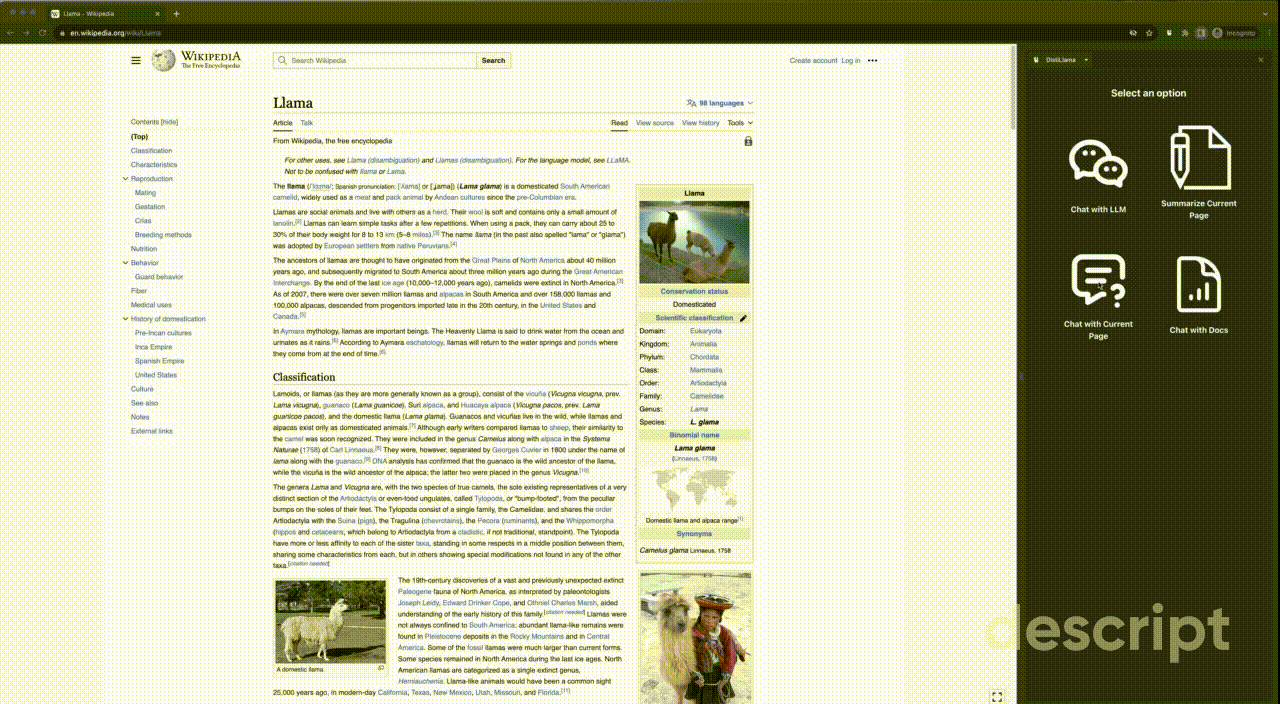 Llama - Wikipedia
en.wikipedia.org/wiki/Llama
Incognito
WIKIPEDIA
The Free Encyclopedia
Search Wikipedia
Search
Create account Log in
Contents [hide]
(Top)
Classification
Characteristics
Reproduction
Mating
Gestation
Crias
Breeding methods
Nutrition
Behavior
Guard behavior
Fiber
Medical uses
History of domestication
Pre-Incan cultures
Inca Empire
Spanish Empire
United States
Culture
See also
Notes
External links
Llama
98 languages
Article Talk
Read View source View history Tools
From Wikipedia, the free encyclopedia
For other uses, see Llama (disambiguation) and Llamas (disambiguation). For the language model, see LLaMA.
Not to be confused with Ilama or Lama.
The llama (/ˈlɑːmə/; Spanish pronunciation: [ˈʎama] or [ˈʝama]) (Lama glama) is a domesticated South American
camelid, widely used as a meat and pack animal by Andean cultures since the pre-Columbian era.
Llamas are social animals and live with others as a herd. Their wool is soft and contains only a small amount of
lanolin.[2] Llamas can learn simple tasks after a few repetitions. When using a pack, they can carry about 25 to
30% of their body weight for 8 to 13 km (5–8 miles).[3] The name llama (in the past also spelled "lama" or "glama")
was adopted by European settlers from native Peruvians.[4]
The ancestors of llamas are thought to have originated from the Great Plains of North America about 40 million
years ago, and subsequently migrated to South America about three million years ago during the Great American
Interchange. By the end of the last ice age (10,000–12,000 years ago), camelids were extinct in North America.[3]
As of 2007, there were over seven million llamas and alpacas in South America and over 158,000 llamas and
100,000 alpacas, descended from progenitors imported late in the 20th century, in the United States and
Canada.[5]
In Aymara mythology, llamas are important beings. The Heavenly Llama is said to drink water from the ocean and
urinates as it rains.[6] According to Aymara eschatology, llamas will return to the water springs and ponds where
they come from at the end of time.[6]
Classification
Lamoids, or llamas (as they are more generally known as a group), consist of the vicuña (Vicugna vicugna, prev.
Lama vicugna), guanaco (Lama guanicoe), Suri alpaca, and Huacaya alpaca (Vicugna pacos, prev. Lama
guanicoe pacos), and the domestic llama (Lama glama). Guanacos and vicuñas live in the wild, while llamas and
alpacas exist only as domesticated animals.[7] Although early writers compared llamas to sheep, their similarity to
the camel was soon recognized. They were included in the genus Camelus along with alpaca in the Systema
Naturae (1758) of Carl Linnaeus.[8] They were, however, separated by Georges Cuvier in 1800 under the name of
lama along with the guanaco.[9] DNA analysis has confirmed that the guanaco is the wild ancestor of the llama,
while the vicuña is the wild ancestor of the alpaca; the latter two were placed in the genus Vicugna.[10]
The genera Lama and Vicugna are, with the two species of true camels, the sole existing representatives of a very
distinct section of the Artiodactyla or even-toed ungulates, called Tylopoda, or "bump-footed", from the peculiar
bumps on the soles of their feet. The Tylopoda consist of a single family, the Camelidae, and shares the order
Artiodactyla with the Suina (pigs), the Tragulina (chevrotains), the Pecora (ruminants), and the Whippomorpha
(hippos and cetaceans, which belong to Artiodactyla from a cladistic, if not traditional, standpoint). The Tylopoda
have more or less affinity to each of the sister taxa, standing in some respects in a middle position between them,
sharing some characteristics from each, but in others showing special modifications not found in any of the other
taxa.[citation needed]
A domestic llama
The 19th-century discoveries of a vast and previously unexpected extinct
Paleogene fauna of North America, as interpreted by paleontologists
Joseph Leidy, Edward Drinker Cope, and Othniel Charles Marsh, aided
understanding of the early history of this family.[citation needed] Llamas were
not always confined to South America; abundant llama-like remains were
found in Pleistocene deposits in the Rocky Mountains and in Central
America. Some of the fossil llamas were much larger than current forms.
Some species remained in North America during the last ice ages. North
American llamas are categorized as a single extinct genus,
Hemiauchenia. Llama-like animals would have been a common sight
25,000 years ago, in modern-day California, Texas, New Mexico, Utah, Missouri, and Florida.[11]
Llama
Conservation status
Domesticated
Scientific classification
Domain: Eukaryota
Kingdom: Animalia
Phylum: Chordata
Class: Mammalia
Order: Artiodactyla
Family: Camelidae
Genus: Lama
Species: L. glama
Binomial name
Lama glama
(Linnaeus, 1758)
Domestic llama and alpaca range[1]
Synonyms
Camelus glama Linnaeus, 1758
DistiLlama
Select an option
Chat with LLM
Summarize Current
Page
Chat with Current
Page
Chat with Docs
descript